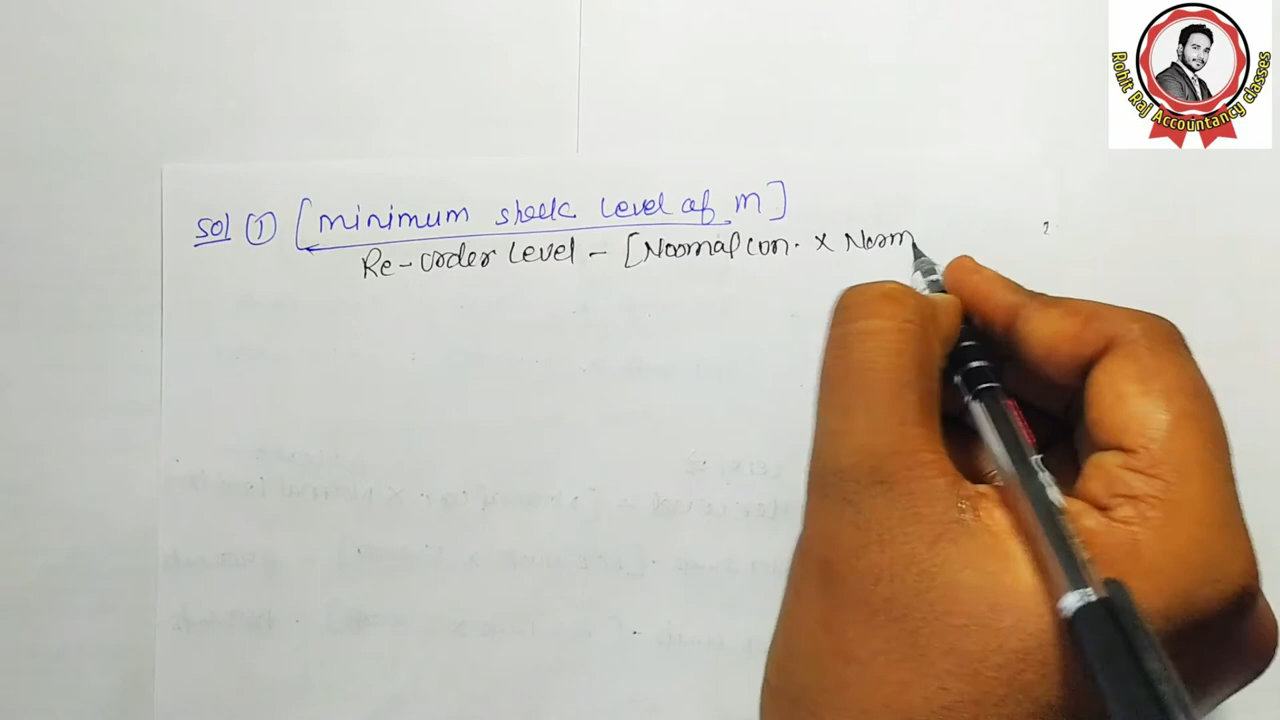 Rohit Raj Accountancy classes
Sol ① [minimum stock level of m]
Re-order level - [Normal con. x Norm